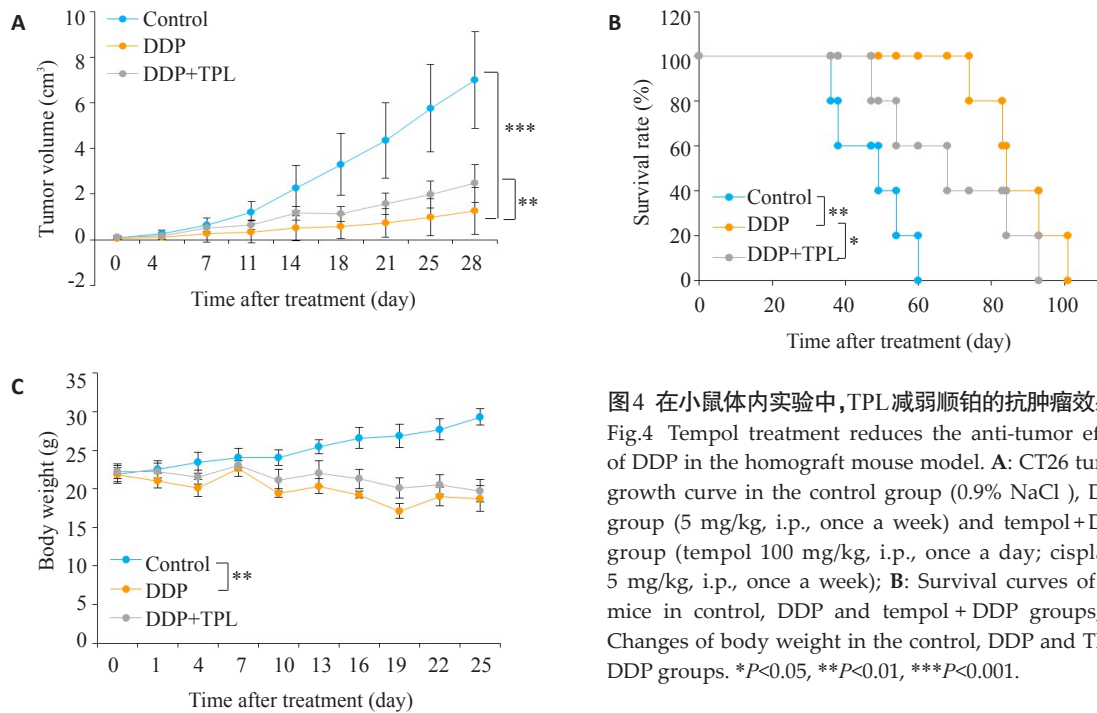 A
10
8
6
4
2
0
-2
Tumor volume (cm³)
Control
DDP
DDP+TPL
***
**
0 4 7 11 14 18 21 25 28
Time after treatment (day)
B
120
100
80
60
40
20
0
Survival rate (%)
Control
DDP
DDP+TPL
**
*
0 20 40 60 80 100
Time after treatment (day)
C
35
30
25
20
15
10
5
0
Body weight (g)
Control
DDP
DDP+TPL
**
0 1 4 7 10 13 16 19 22 25
Time after treatment (day)
图4 在小鼠体内实验中,TPL减弱顺铂的抗肿瘤效
Fig.4 Tempol treatment reduces the anti-tumor ef
of DDP in the homograft mouse model. A: CT26 tu
growth curve in the control group (0.9% NaCl ), D
group (5 mg/kg, i.p., once a week) and tempol+D
group (tempol 100 mg/kg, i.p., once a day; cispl
5 mg/kg, i.p., once a week); B: Survival curves of
mice in control, DDP and tempol + DDP groups;
Changes of body weight in the control, DDP and T
DDP groups. *P<0.05, **P<0.01, ***P<0.001.